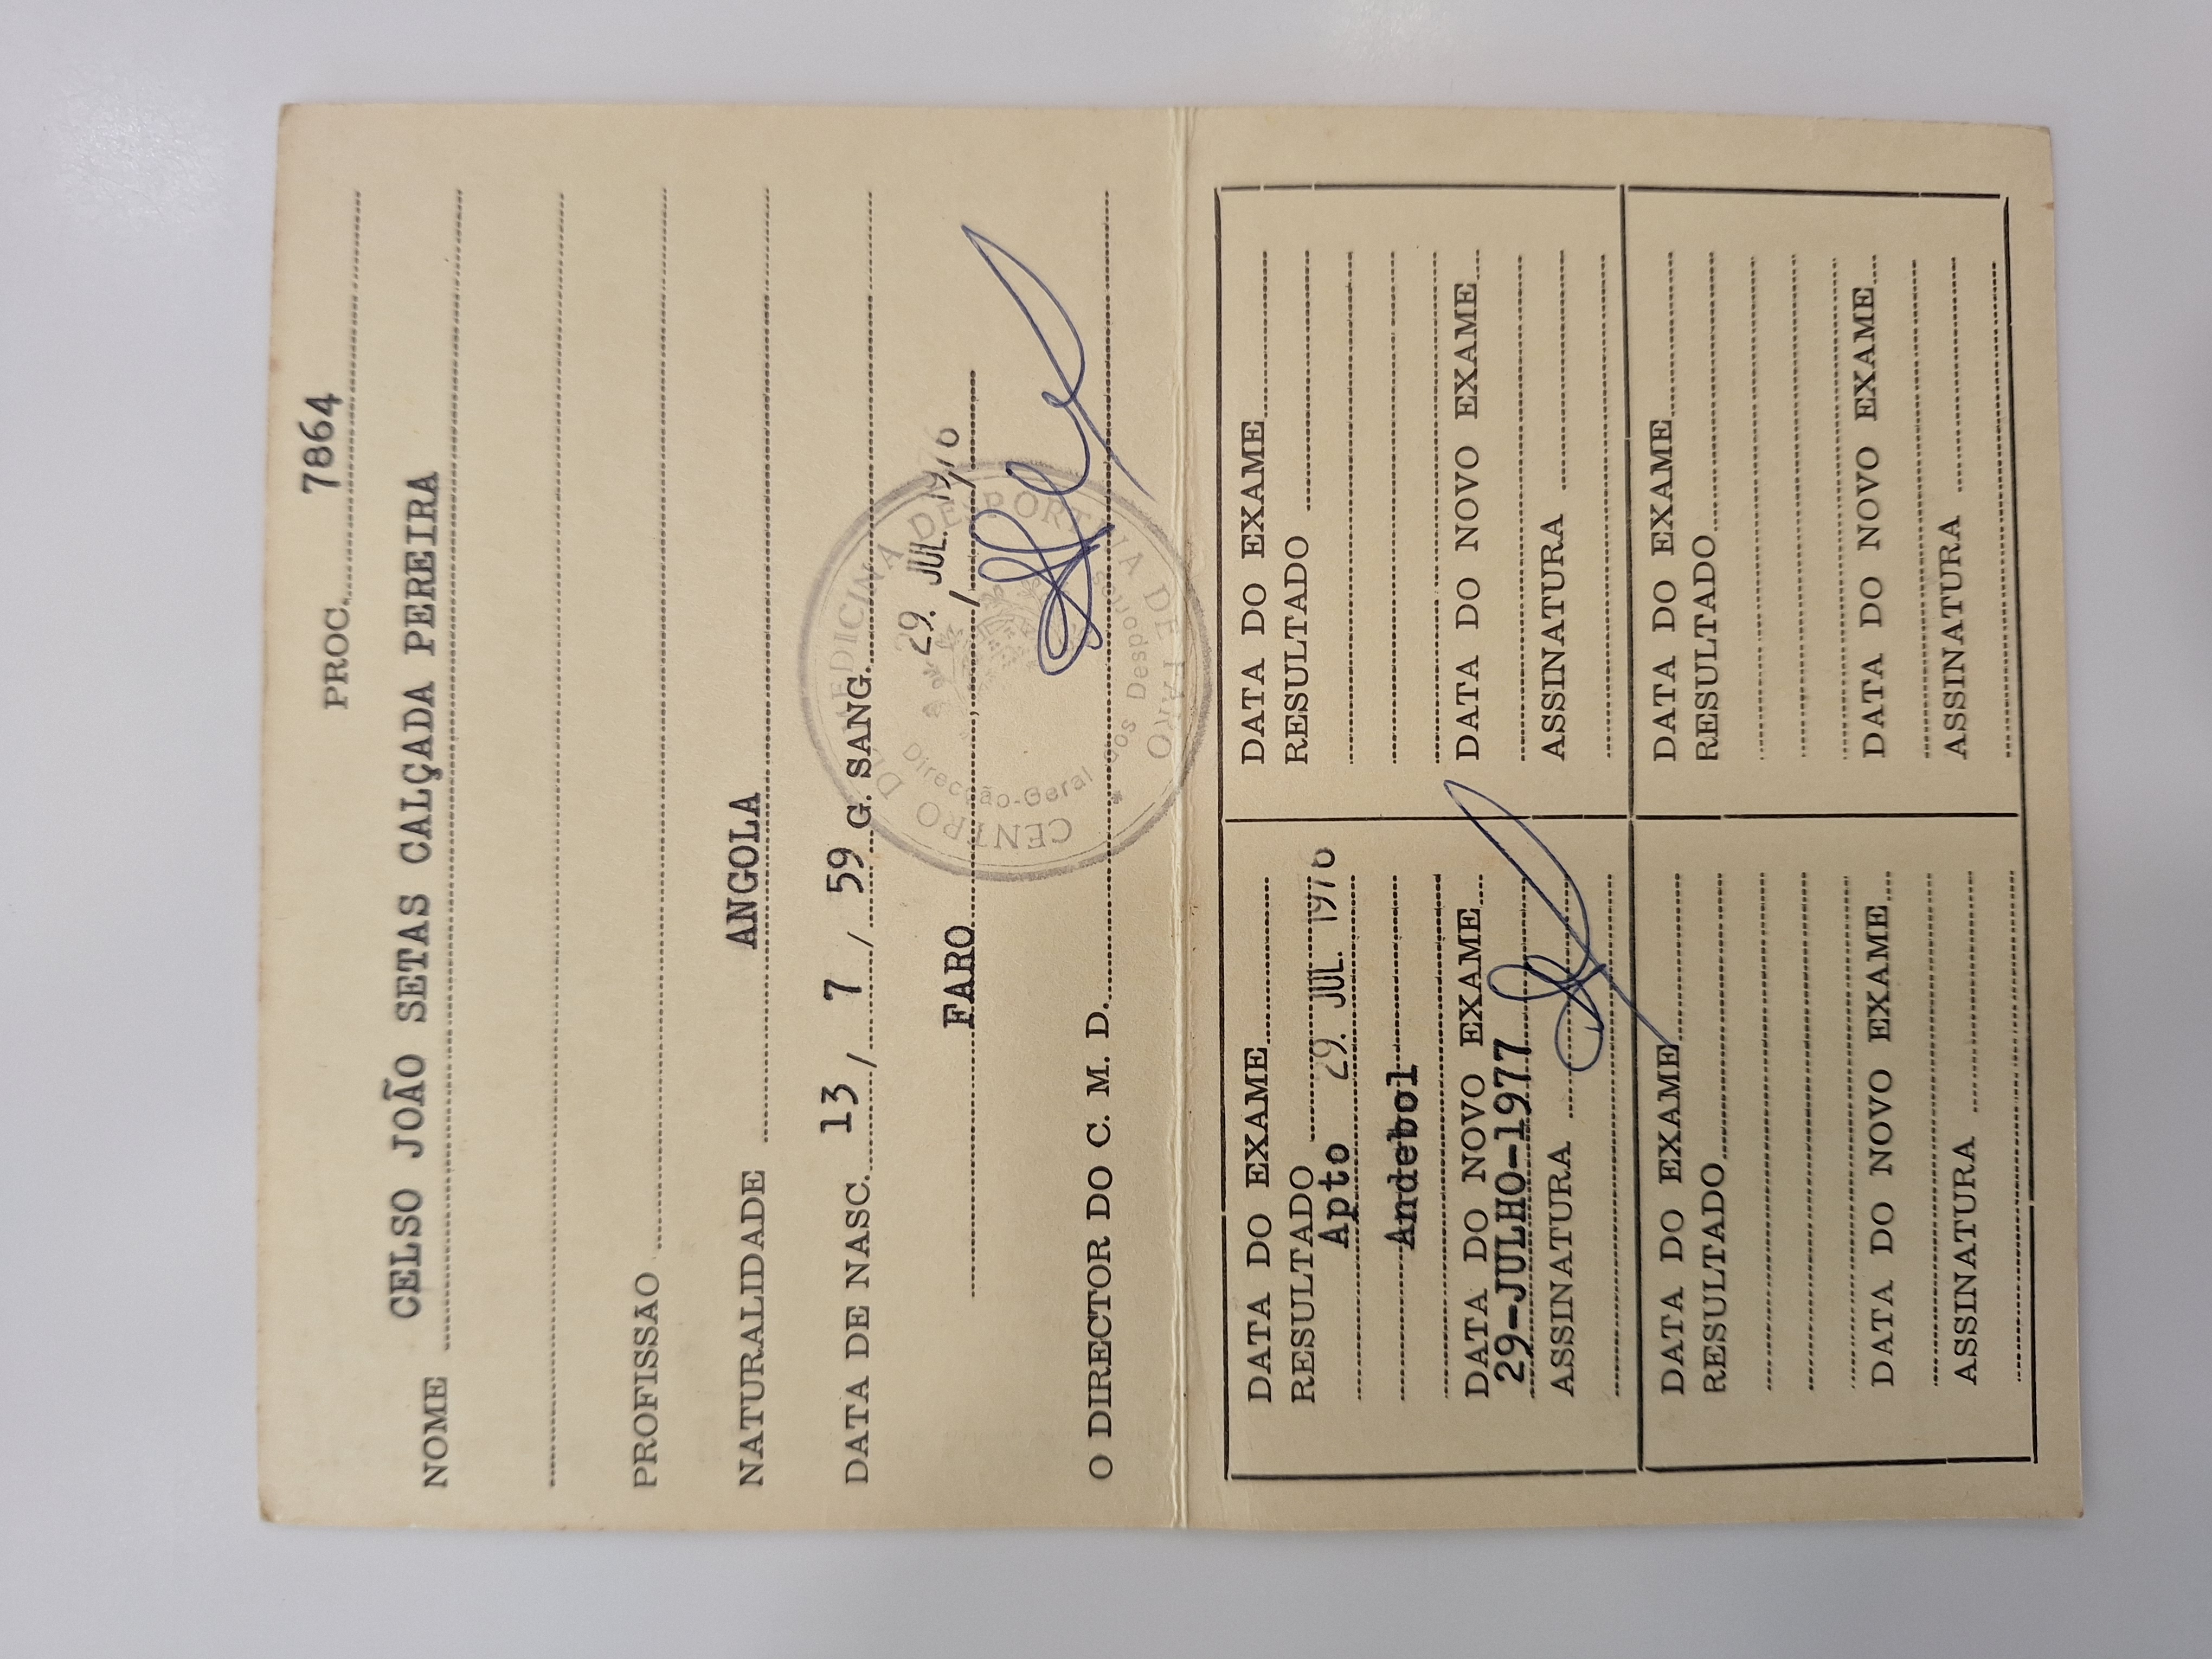 PROC. 7864
NOME CELSO JOÃO SETAS CALÇADA PEREIRA
PROFISSÃO
NATURALIDADE ANGOLA
DATA DE NASC. 13 / 7 / 59 G. SANG.
29. JUL. 1976
FARO , / /
CENTRO DE MEDICINA DESPORTIVA DE FARO
Direcção-Geral dos Desportos
O DIRECTOR DO C. M. D.
DATA DO EXAME
RESULTADO
Apto 29. JUL. 1976
Andebol
DATA DO NOVO EXAME
29-JULHO-1977
ASSINATURA
DATA DO EXAME
RESULTADO
DATA DO NOVO EXAME
ASSINATURA
DATA DO EXAME
RESULTADO
DATA DO NOVO EXAME
ASSINATURA
DATA DO EXAME
RESULTADO
DATA DO NOVO EXAME
ASSINATURA